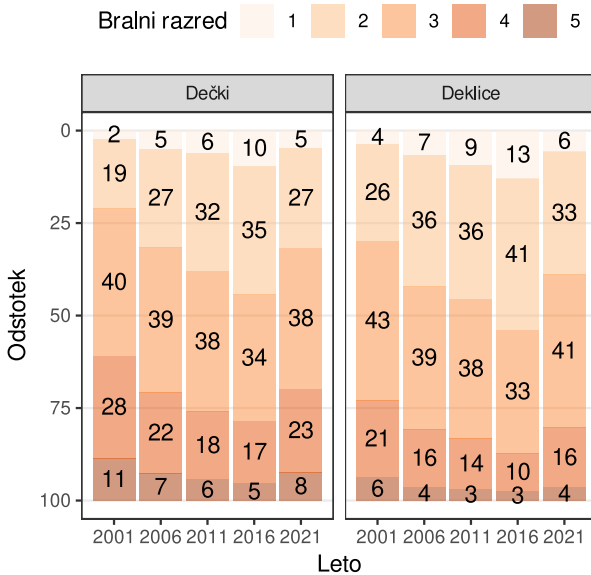 Bralni razred 1 2 3 4 5
Dečki Deklice
0 2 5 6 10 5 4 7 9 13 6
19 27 32 35 27 26 36 36 41 33
25
40 39 38 34 38 43 39 38 33 41
50
28 22 18 17 23 21 16 14 10 16
75
11 7 6 5 8 6 4 3 3 4
100
2001 2006 2011 2016 2021 2001 2006 2011 2016 2021
Odstotek
Leto